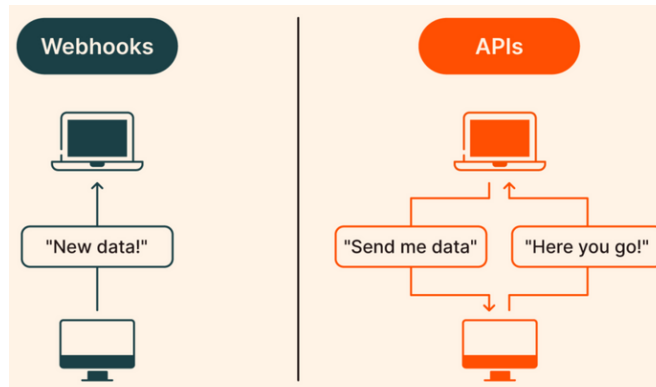 Webhooks
APIs
"New data!"
"Send me data"
"Here you go!"